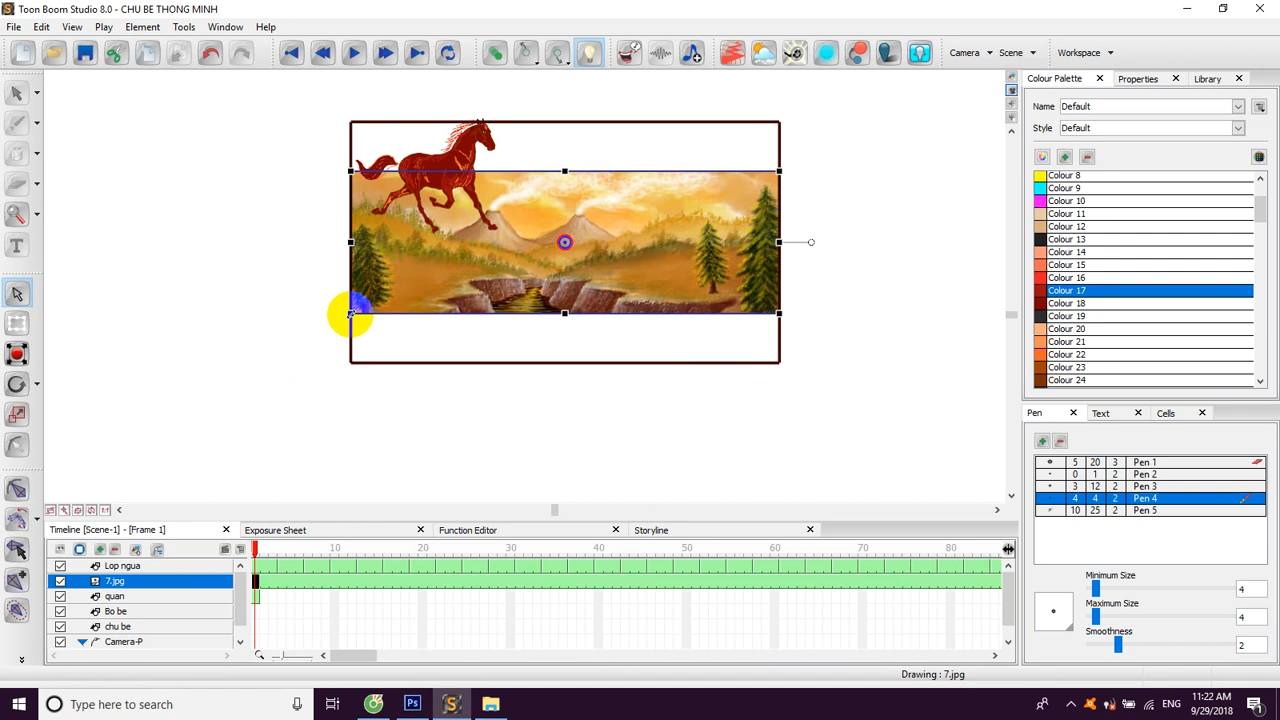 Toon Boom Studio 8.0 - CHU BE THONG MINH
File Edit View Play Element Tools Window Help
Camera Scene Workspace
Colour Palette Properties Library
Name Default
Style Default
Colour 8
Colour 9
Colour 10
Colour 11
Colour 12
Colour 13
Colour 14
Colour 15
Colour 16
Colour 17
Colour 18
Colour 19
Colour 20
Colour 21
Colour 22
Colour 23
Colour 24
Pen Text Cells
5 20 3 Pen 1
0 1 2 Pen 2
3 12 2 Pen 3
4 4 2 Pen 4
10 25 2 Pen 5
Minimum Size 4
Maximum Size 4
Smoothness 2
Timeline [Scene-1] - [Frame 1] Exposure Sheet Function Editor Storyline
10 20 30 40 50 60 70 80
Lop ngua
7.jpg
quan
Bo be
chu be
Camera-P
Drawing : 7.jpg
Type here to search
Ps
11:22 AM
9/29/2018
1